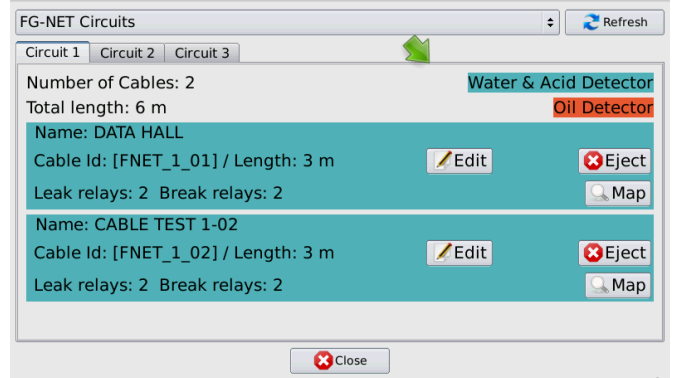 FG-NET Circuits
Refresh
Circuit 1 Circuit 2 Circuit 3
Number of Cables: 2
Water & Acid Detector
Total length: 6 m
Oil Detector
Name: DATA HALL
Cable Id: [FNET_1_01] / Length: 3 m
Edit
Eject
Leak relays: 2 Break relays: 2
Map
Name: CABLE TEST 1-02
Cable Id: [FNET_1_02] / Length: 3 m
Edit
Eject
Leak relays: 2 Break relays: 2
Map
Close